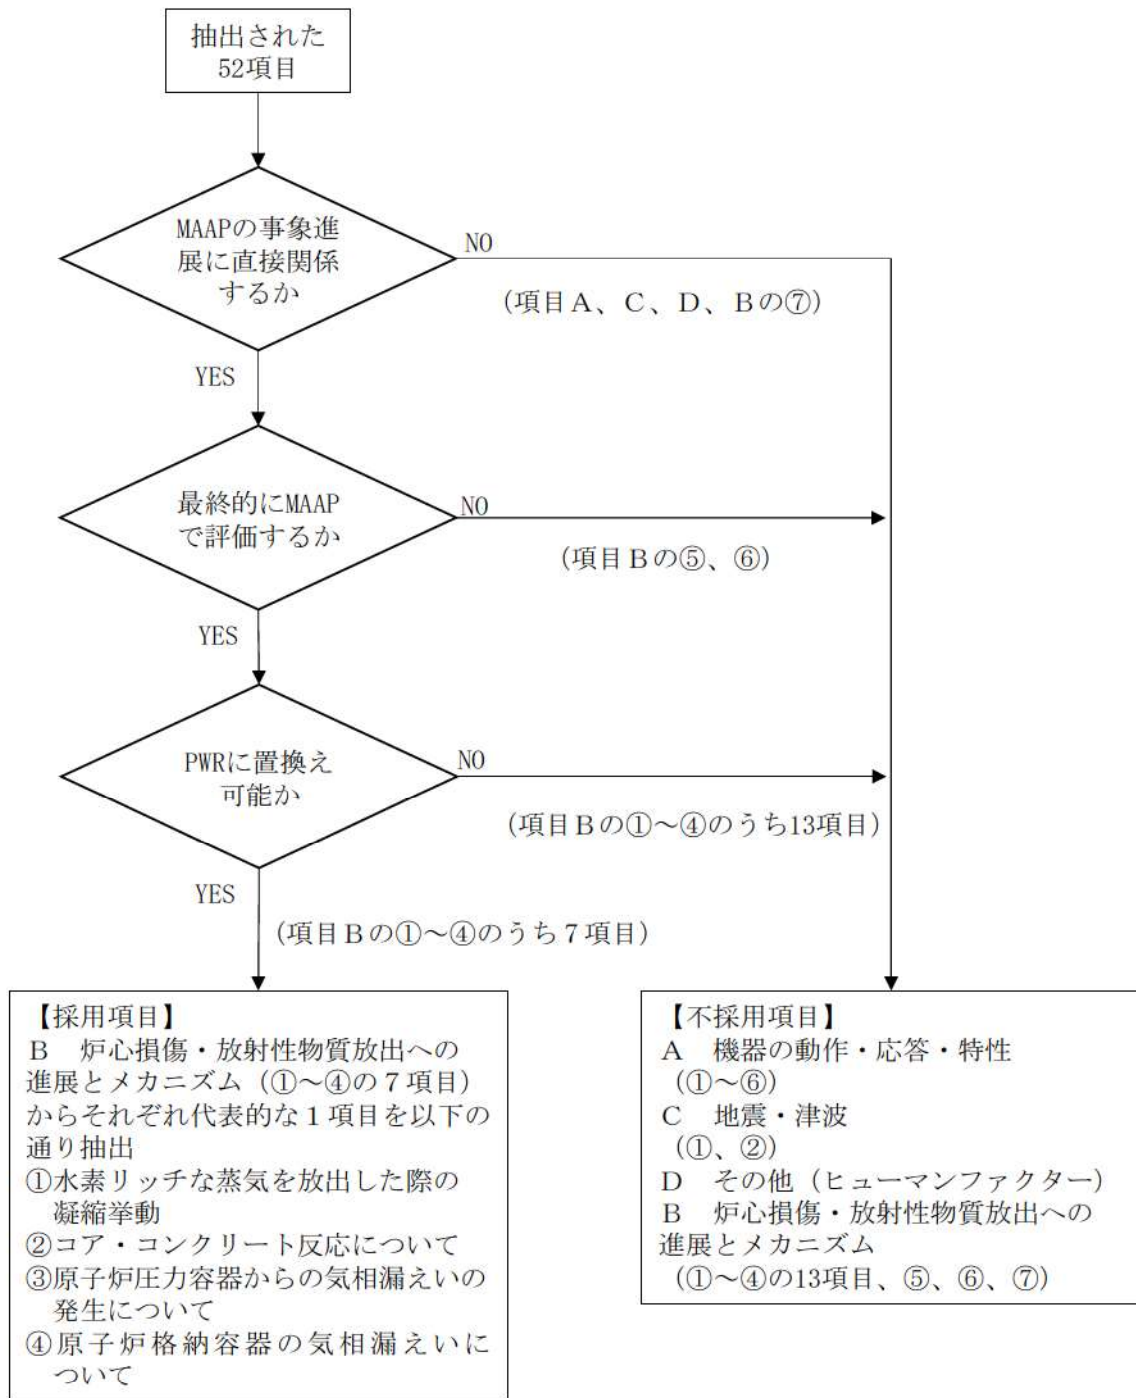 抽出された
52項目
MAAPの事象進
展に直接関係
するか
NO
(項目Ａ、Ｃ、Ｄ、Ｂの⑦)
YES
最終的にMAAP
で評価するか
NO
(項目Ｂの⑤、⑥)
YES
PWRに置換え
可能か
NO
(項目Ｂの①～④のうち13項目)
YES
(項目Ｂの①～④のうち７項目)
【採用項目】
Ｂ　炉心損傷・放射性物質放出への
進展とメカニズム（①～④の７項目）
からそれぞれ代表的な１項目を以下の
通り抽出
①水素リッチな蒸気を放出した際の
凝縮挙動
②コア・コンクリート反応について
③原子炉圧力容器からの気相漏えいの
発生について
④原子炉格納容器の気相漏えいに
ついて
【不採用項目】
Ａ　機器の動作・応答・特性
（①～⑥）
Ｃ　地震・津波
（①、②）
Ｄ　その他（ヒューマンファクター）
Ｂ　炉心損傷・放射性物質放出への
進展とメカニズム
（①～④の13項目、⑤、⑥、⑦）